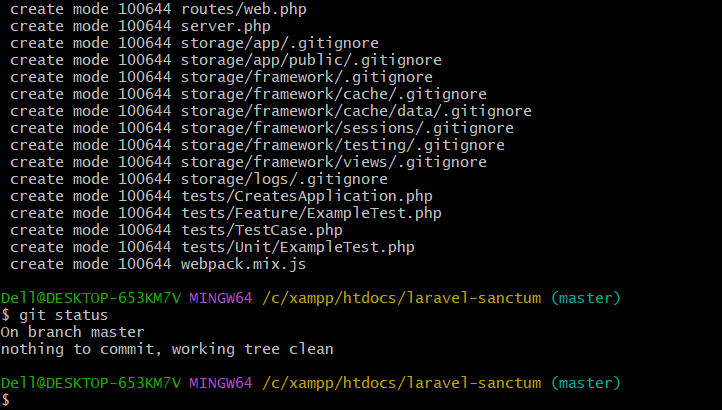 create mode 100644 routes/web.php
create mode 100644 server.php
create mode 100644 storage/app/.gitignore
create mode 100644 storage/app/public/.gitignore
create mode 100644 storage/framework/.gitignore
create mode 100644 storage/framework/cache/.gitignore
create mode 100644 storage/framework/cache/data/.gitignore
create mode 100644 storage/framework/sessions/.gitignore
create mode 100644 storage/framework/testing/.gitignore
create mode 100644 storage/framework/views/.gitignore
create mode 100644 storage/logs/.gitignore
create mode 100644 tests/CreatesApplication.php
create mode 100644 tests/Feature/ExampleTest.php
create mode 100644 tests/TestCase.php
create mode 100644 tests/Unit/ExampleTest.php
create mode 100644 webpack.mix.js
Dell@DESKTOP-653KM7V MINGW64 /c/xampp/htdocs/laravel-sanctum (master)
$ git status
On branch master
nothing to commit, working tree clean
Dell@DESKTOP-653KM7V MINGW64 /c/xampp/htdocs/laravel-sanctum (master)
$